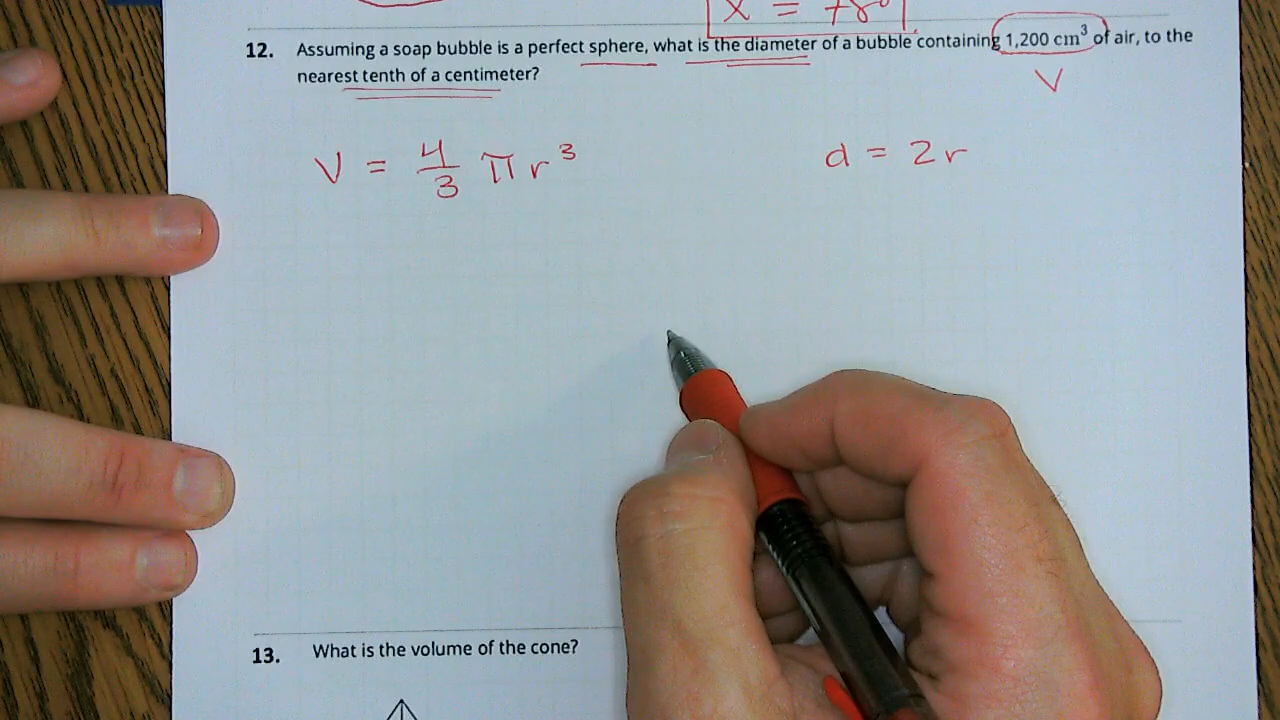 x = 78°
12. Assuming a soap bubble is a perfect sphere, what is the diameter of a bubble containing 1,200 cm³ of air, to the
nearest tenth of a centimeter?
V
V = 4/3 π r³
d = 2r
13. What is the volume of the cone?